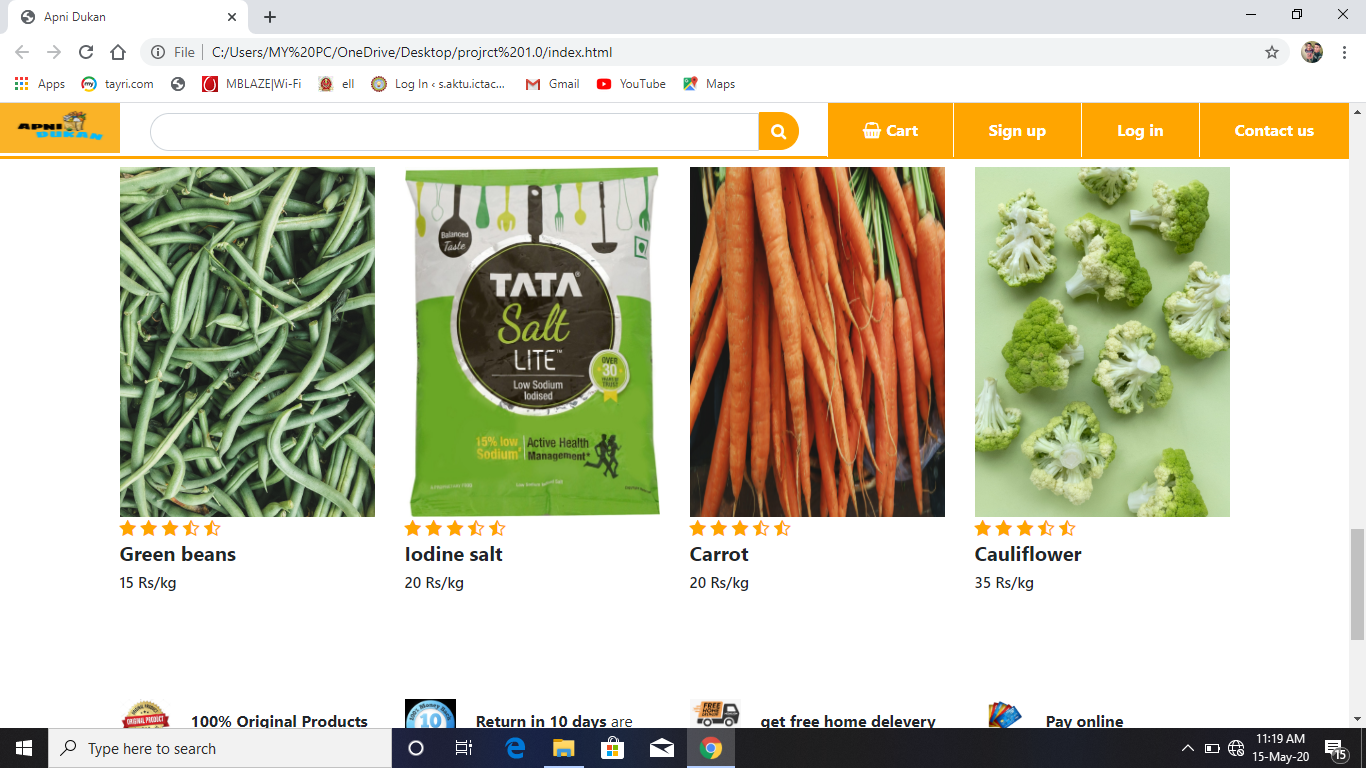 Apni Dukan
File
C:/Users/MY%20PC/OneDrive/Desktop/projrct%201.0/index.html
Apps
tayri.com
MBLAZE|Wi-Fi
ell
Log In ‹ s.aktu.ictac...
Gmail
YouTube
Maps
APNI
DUKAN
Cart
Sign up
Log in
Contact us
Balanced
Taste
TATA
Salt
LITE™
Low Sodium
Iodised
OVER
30
15% low
Sodium*
Active Health
Management*
Green beans
15 Rs/kg
Iodine salt
20 Rs/kg
Carrot
20 Rs/kg
Cauliflower
35 Rs/kg
ORIGINAL PRODUCT
100% Original Products
10
Return in 10 days are
FREE
get free home delevery
Pay online
Type here to search
11:19 AM
15-May-20
15